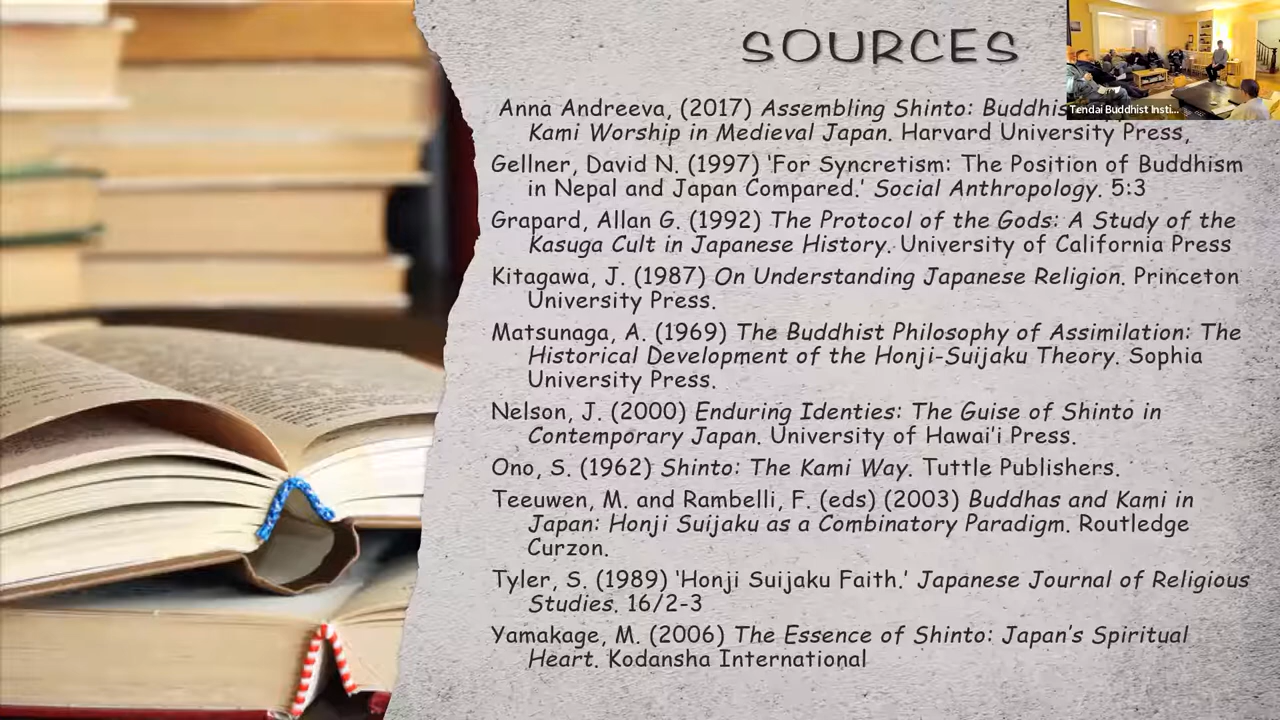 SOURCES
Tendai Buddhist Insti...
Anna Andreeva, (2017) Assembling Shinto: Buddhis
Kami Worship in Medieval Japan. Harvard University Press,
Gellner, David N. (1997) ‘For Syncretism: The Position of Buddhism
in Nepal and Japan Compared.’ Social Anthropology. 5:3
Grapard, Allan G. (1992) The Protocol of the Gods: A Study of the
Kasuga Cult in Japanese History. University of California Press
Kitagawa, J. (1987) On Understanding Japanese Religion. Princeton
University Press.
Matsunaga, A. (1969) The Buddhist Philosophy of Assimilation: The
Historical Development of the Honji-Suijaku Theory. Sophia
University Press.
Nelson, J. (2000) Enduring Identies: The Guise of Shinto in
Contemporary Japan. University of Hawai’i Press.
Ono, S. (1962) Shinto: The Kami Way. Tuttle Publishers.
Teeuwen, M. and Rambelli, F. (eds) (2003) Buddhas and Kami in
Japan: Honji Suijaku as a Combinatory Paradigm. Routledge
Curzon.
Tyler, S. (1989) ‘Honji Suijaku Faith.’ Japanese Journal of Religious
Studies. 16/2-3
Yamakage, M. (2006) The Essence of Shinto: Japan’s Spiritual
Heart. Kodansha International